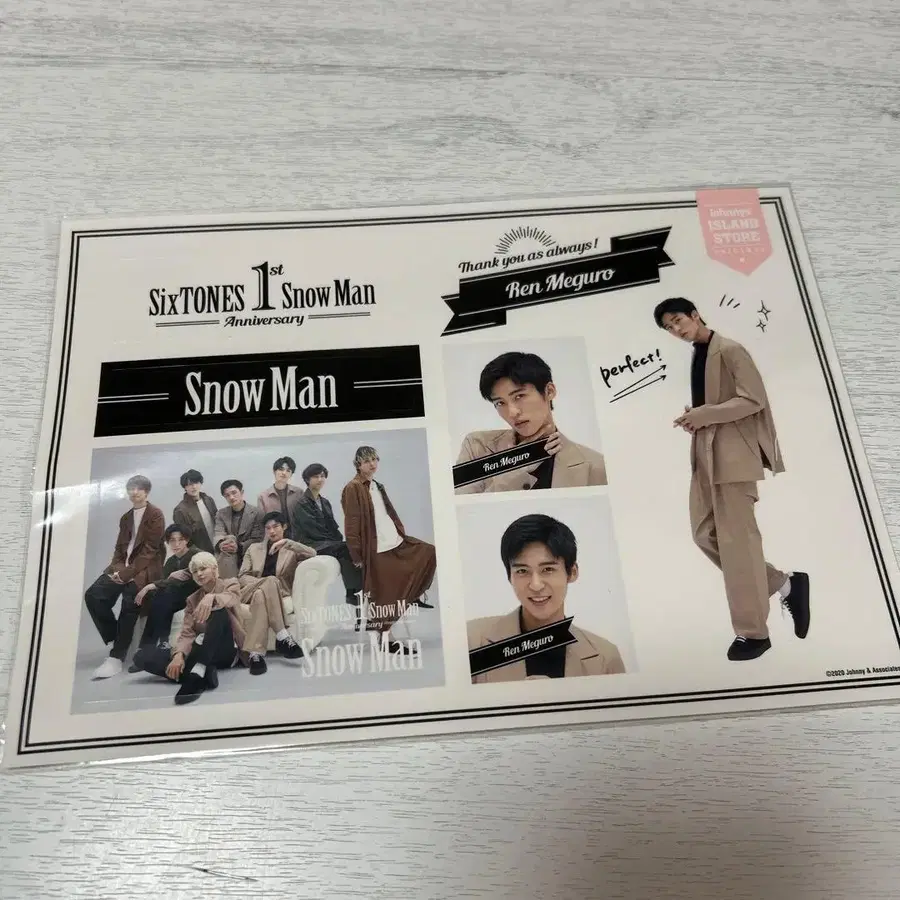 Johnnys'
ISLAND
STORE
Thank you as always!
Ren Meguro
SixTONES 1st Snow Man
Anniversary
Snow Man
perfect!
Ren Meguro
Ren Meguro
SixTONES 1st Snow Man
Anniversary
Snow Man
©2020 Johnny & Associates